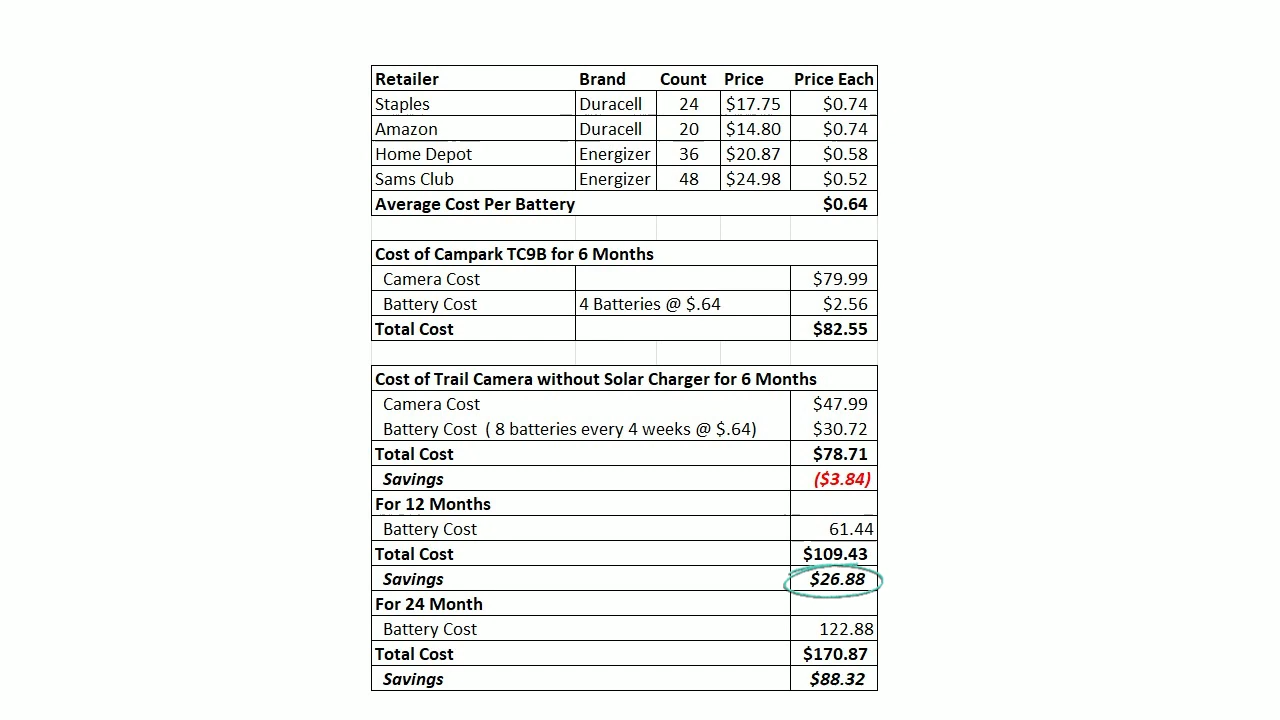 Retailer Brand Count Price Price Each
Staples Duracell 24 $17.75 $0.74
Amazon Duracell 20 $14.80 $0.74
Home Depot Energizer 36 $20.87 $0.58
Sams Club Energizer 48 $24.98 $0.52
Average Cost Per Battery $0.64
Cost of Campark TC9B for 6 Months
Camera Cost $79.99
Battery Cost 4 Batteries @ $.64 $2.56
Total Cost $82.55
Cost of Trail Camera without Solar Charger for 6 Months
Camera Cost $47.99
Battery Cost ( 8 batteries every 4 weeks @ $.64) $30.72
Total Cost $78.71
Savings ($3.84)
For 12 Months
Battery Cost 61.44
Total Cost $109.43
Savings $26.88
For 24 Month
Battery Cost 122.88
Total Cost $170.87
Savings $88.32